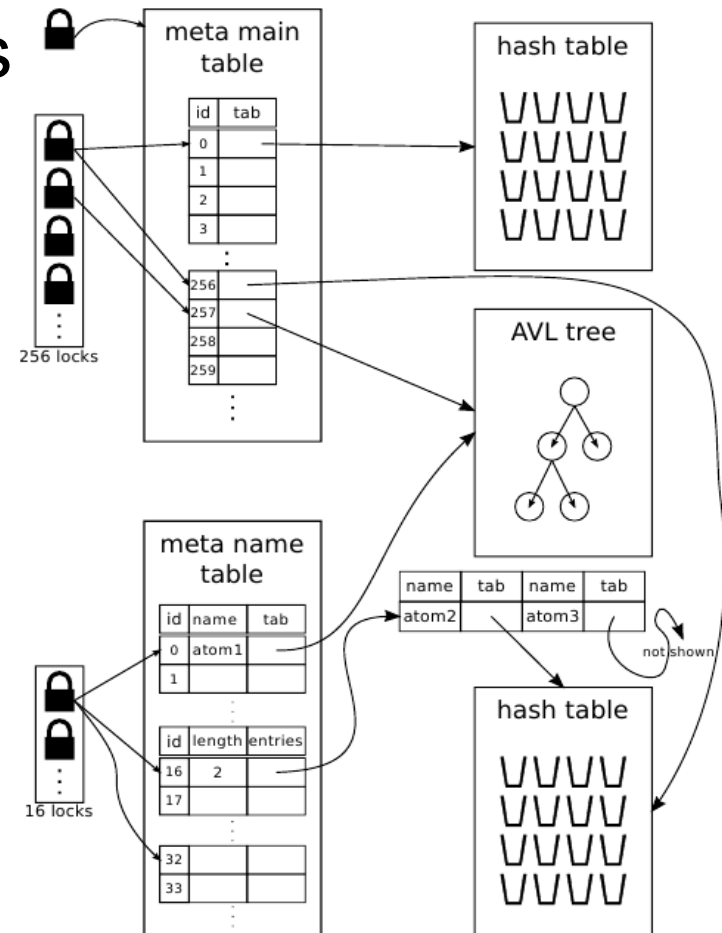 s
meta main
table
id tab
0
1
2
3
256
257
258
259
256 locks
hash table
AVL tree
meta name
table
id name tab
0 atom1
1
id length entries
16 2
17
32
33
16 locks
name tab name tab
atom2 atom3
not shown
hash table